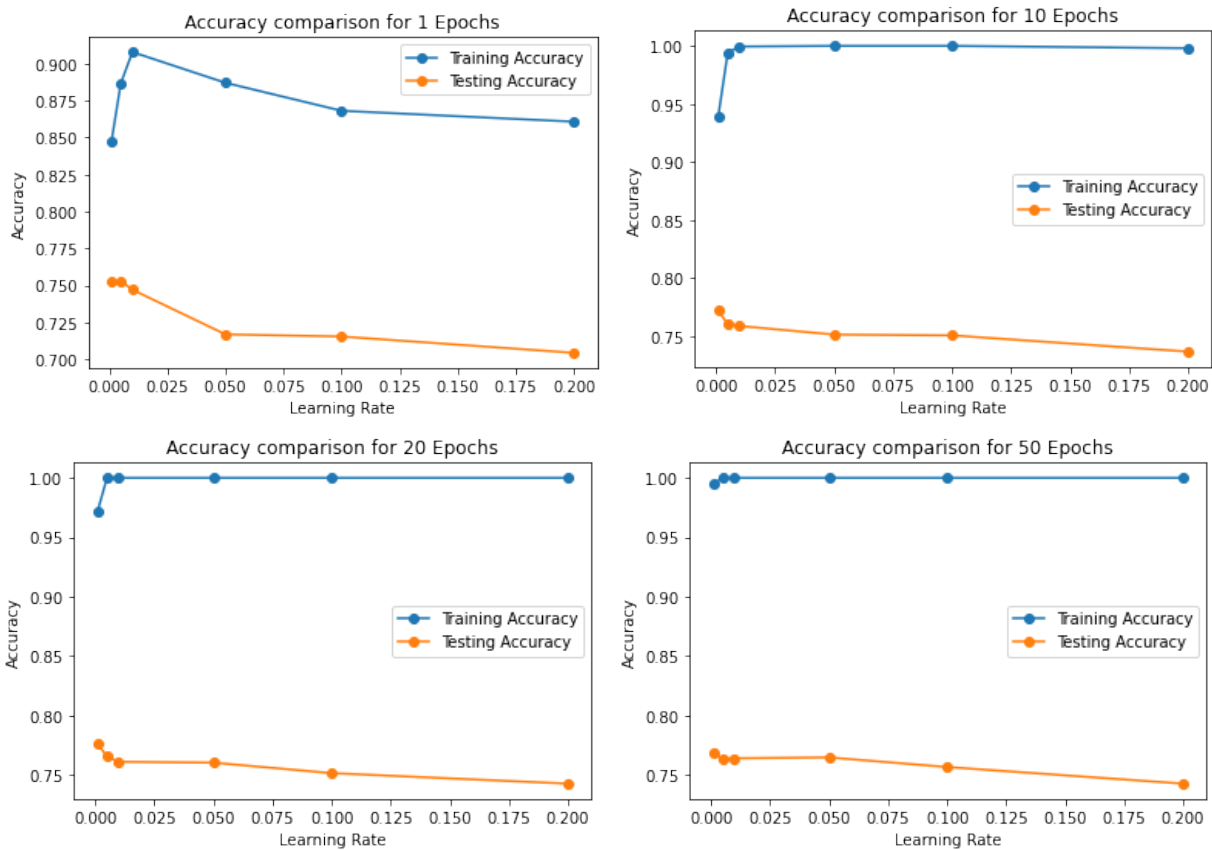 Accuracy comparison for 1 Epochs
Training Accuracy
Testing Accuracy
Accuracy
0.900
0.875
0.850
0.825
0.800
0.775
0.750
0.725
0.700
0.000 0.025 0.050 0.075 0.100 0.125 0.150 0.175 0.200
Learning Rate
Accuracy comparison for 10 Epochs
Training Accuracy
Testing Accuracy
Accuracy
1.00
0.95
0.90
0.85
0.80
0.75
0.000 0.025 0.050 0.075 0.100 0.125 0.150 0.175 0.200
Learning Rate
Accuracy comparison for 20 Epochs
Training Accuracy
Testing Accuracy
Accuracy
1.00
0.95
0.90
0.85
0.80
0.75
0.000 0.025 0.050 0.075 0.100 0.125 0.150 0.175 0.200
Learning Rate
Accuracy comparison for 50 Epochs
Training Accuracy
Testing Accuracy
Accuracy
1.00
0.95
0.90
0.85
0.80
0.75
0.000 0.025 0.050 0.075 0.100 0.125 0.150 0.175 0.200
Learning Rate